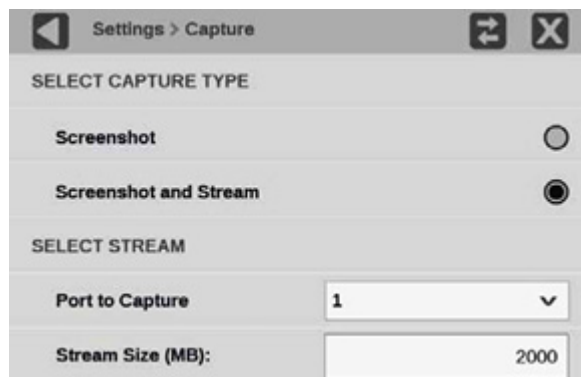 Settings > Capture
SELECT CAPTURE TYPE
Screenshot
Screenshot and Stream
SELECT STREAM
Port to Capture 1
Stream Size (MB): 2000